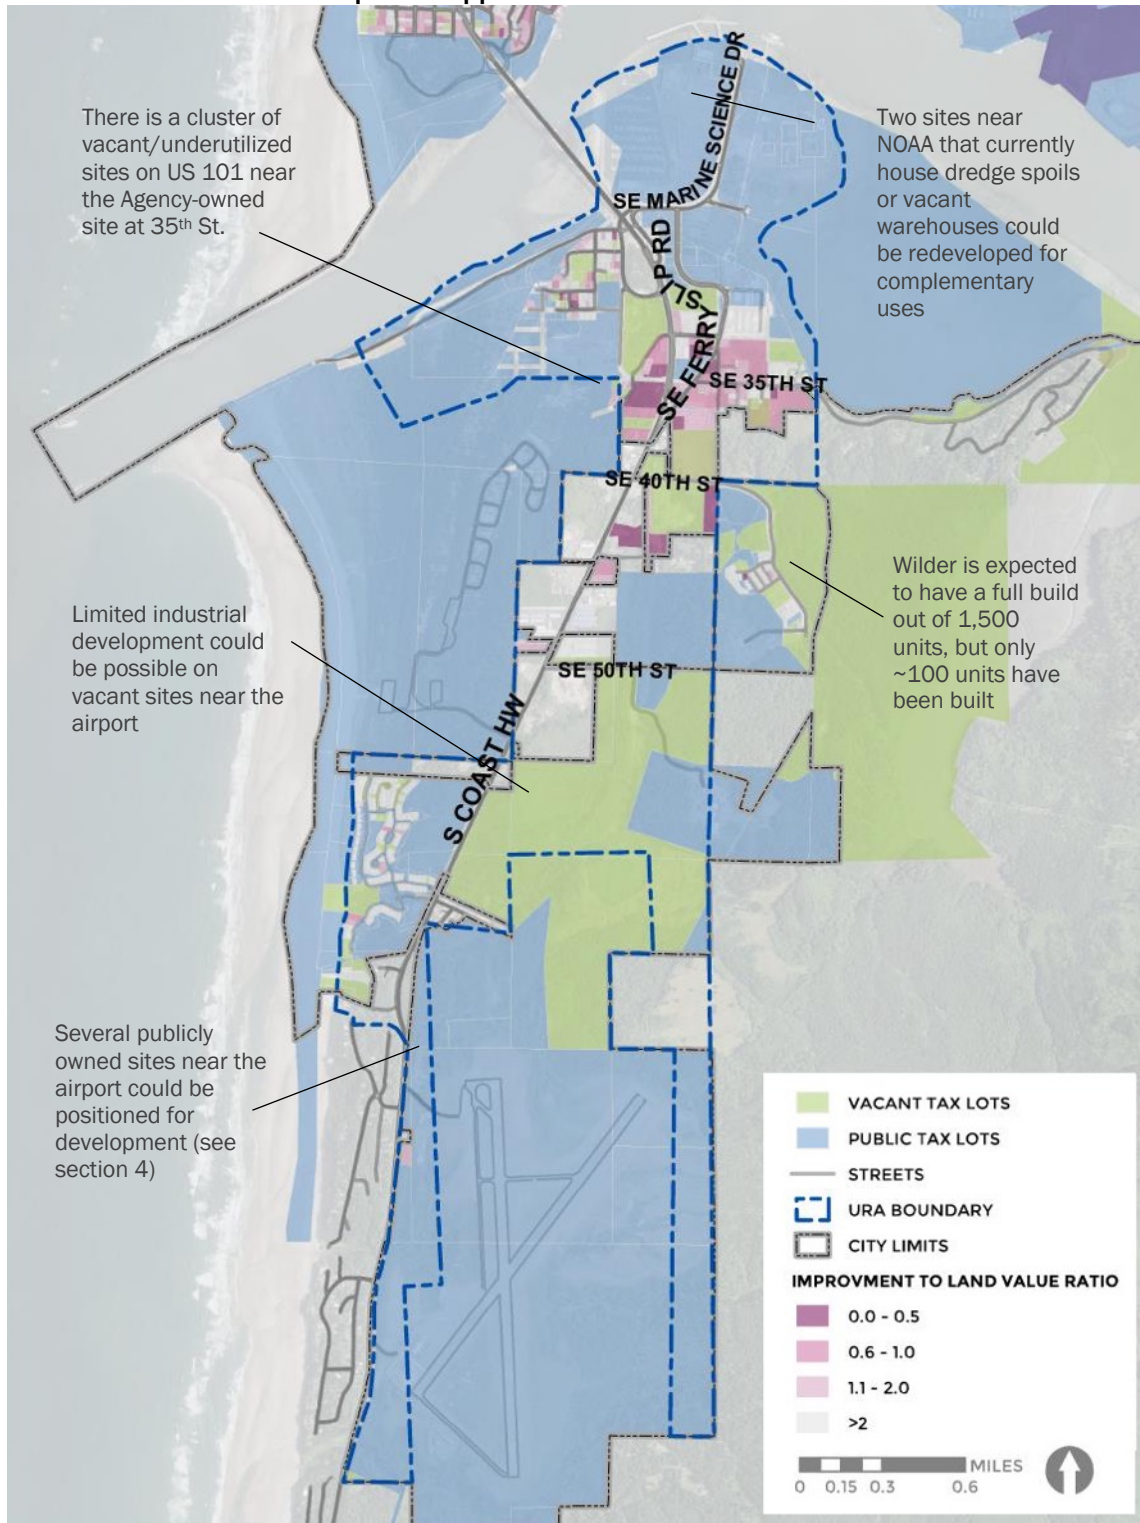 There is a cluster of
vacant/underutilized
sites on US 101 near
the Agency-owned
site at 35th St.
Two sites near
NOAA that currently
house dredge spoils
or vacant
warehouses could
be redeveloped for
complementary
uses
SE MARINE SCIENCE DR
SLIP RD
SE FERRY
SE 35TH ST
SE 40TH ST
Wilder is expected
to have a full build
out of 1,500
units, but only
~100 units have
been built
Limited industrial
development could
be possible on
vacant sites near the
airport
SE 50TH ST
S COAST HW
Several publicly
owned sites near the
airport could be
positioned for
development (see
section 4)
VACANT TAX LOTS
PUBLIC TAX LOTS
STREETS
URA BOUNDARY
CITY LIMITS
IMPROVMENT TO LAND VALUE RATIO
0.0 - 0.5
0.6 - 1.0
1.1 - 2.0
>2
MILES
0 0.15 0.3 0.6